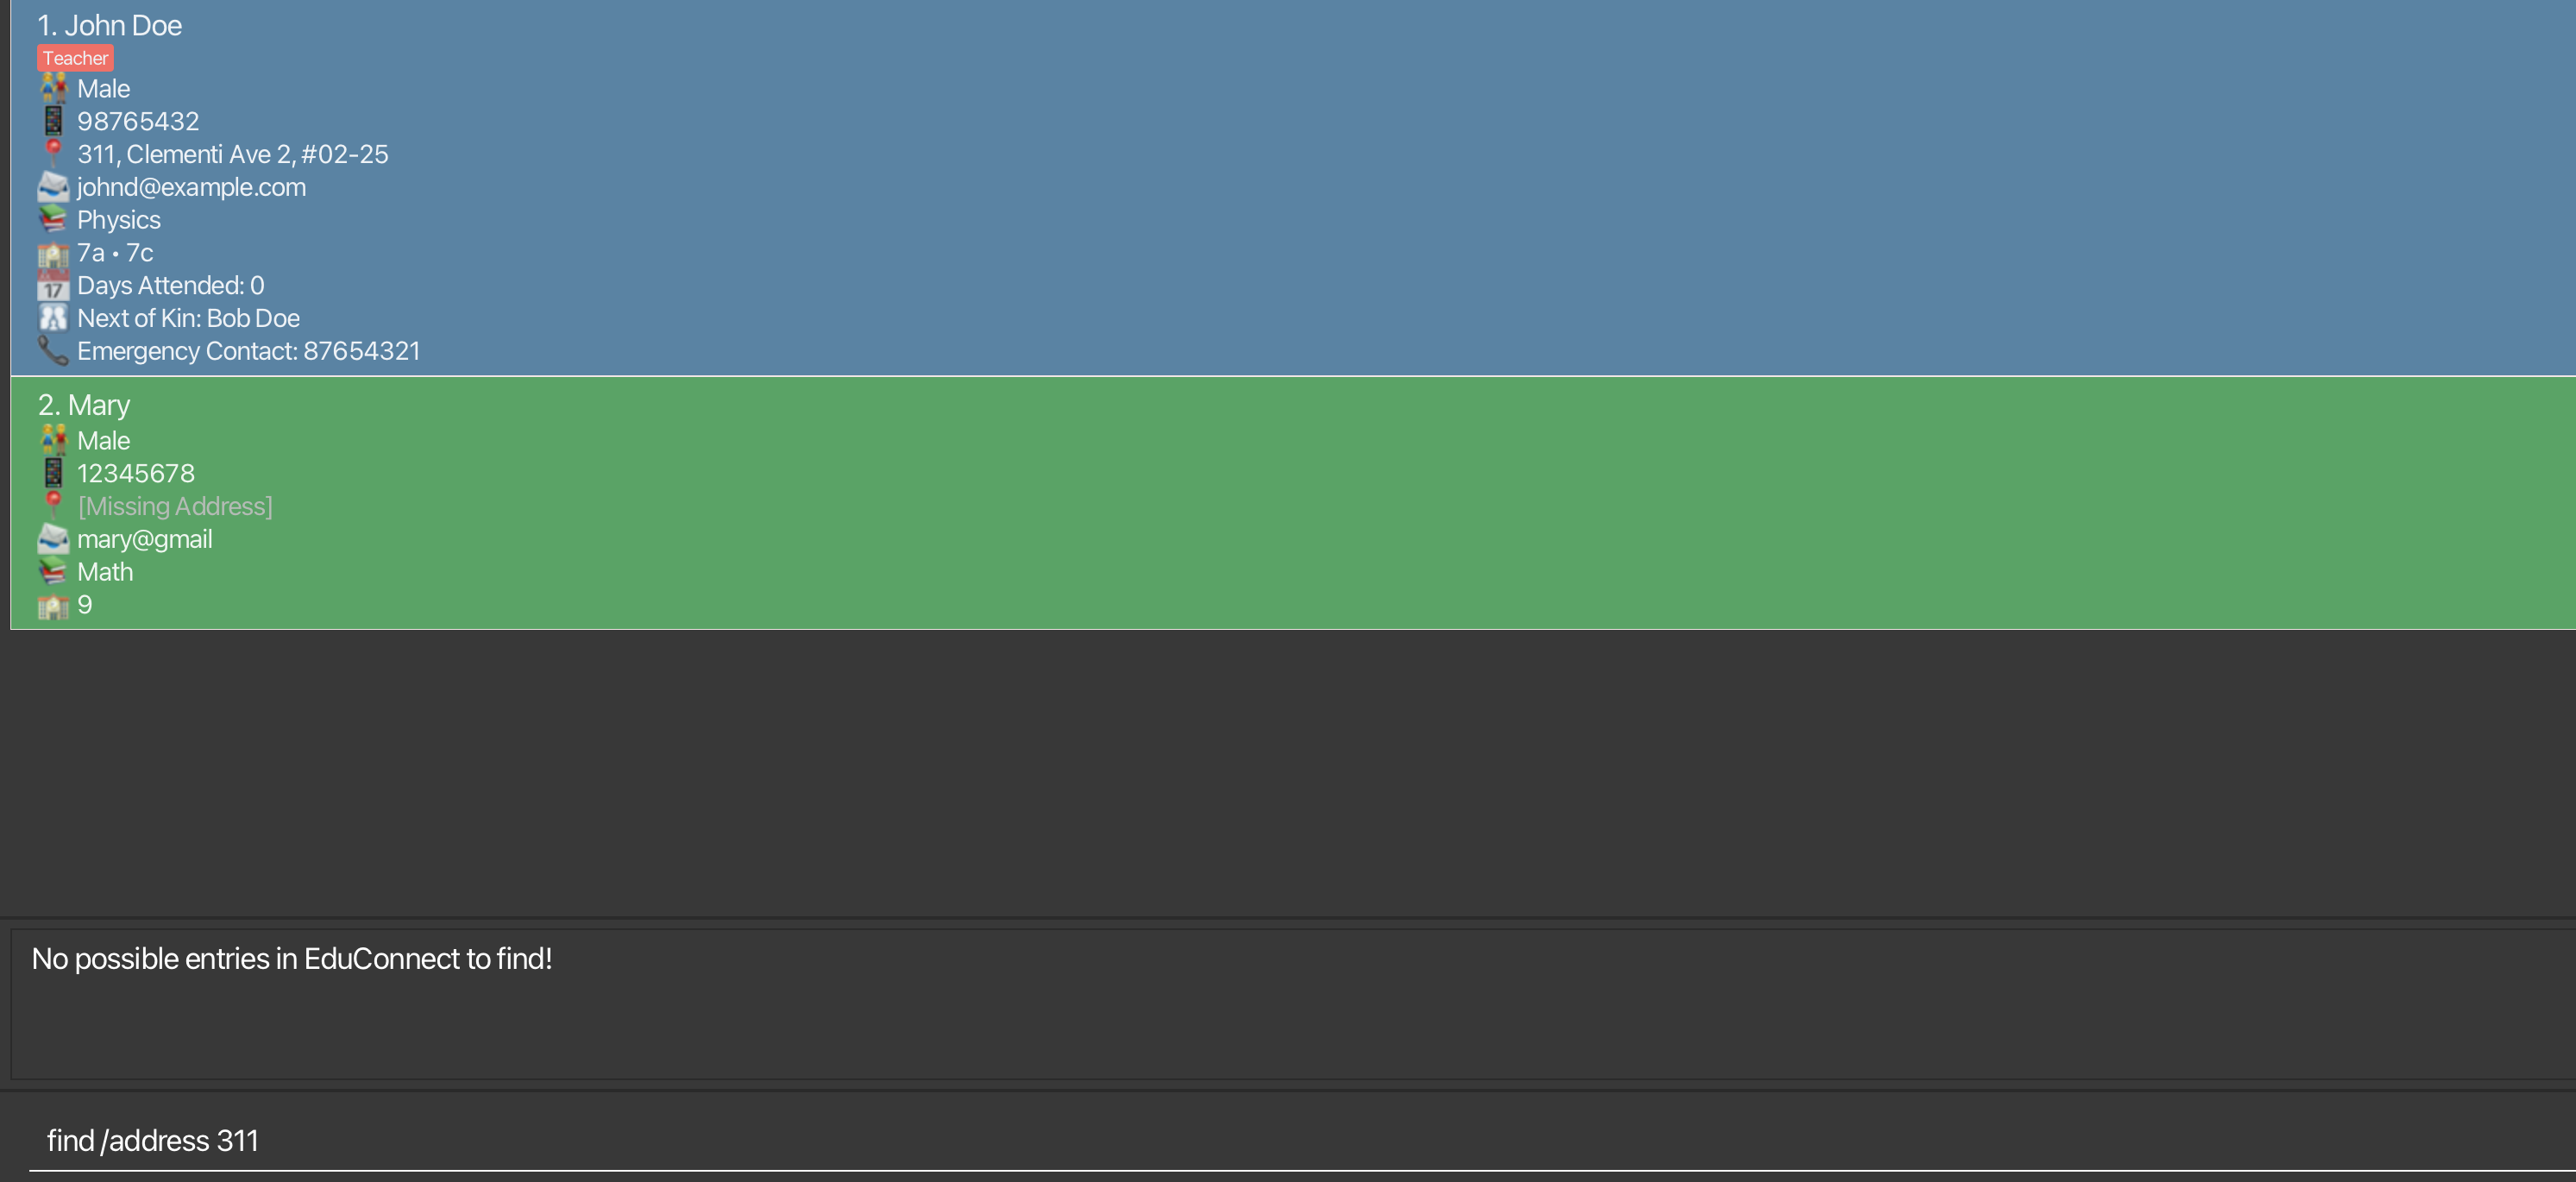 1. John Doe
Teacher
Male
98765432
311, Clementi Ave 2, #02-25
johnd@example.com
Physics
7a • 7c
17 Days Attended: 0
Next of Kin: Bob Doe
Emergency Contact: 87654321
2. Mary
Male
12345678
[Missing Address]
mary@gmail
Math
9
No possible entries in EduConnect to find!
find /address 311